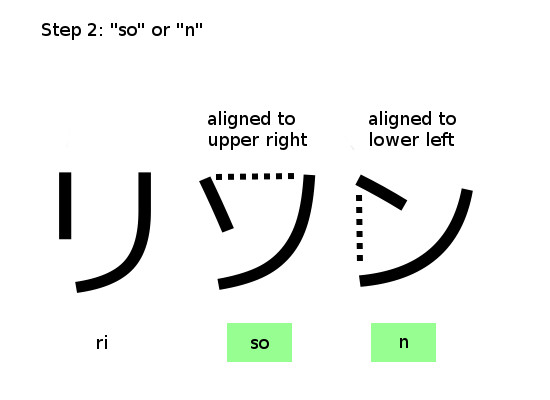 Step 2: "so" or "n"
aligned to
upper right
aligned to
lower left
リ ソ ン
ri so n